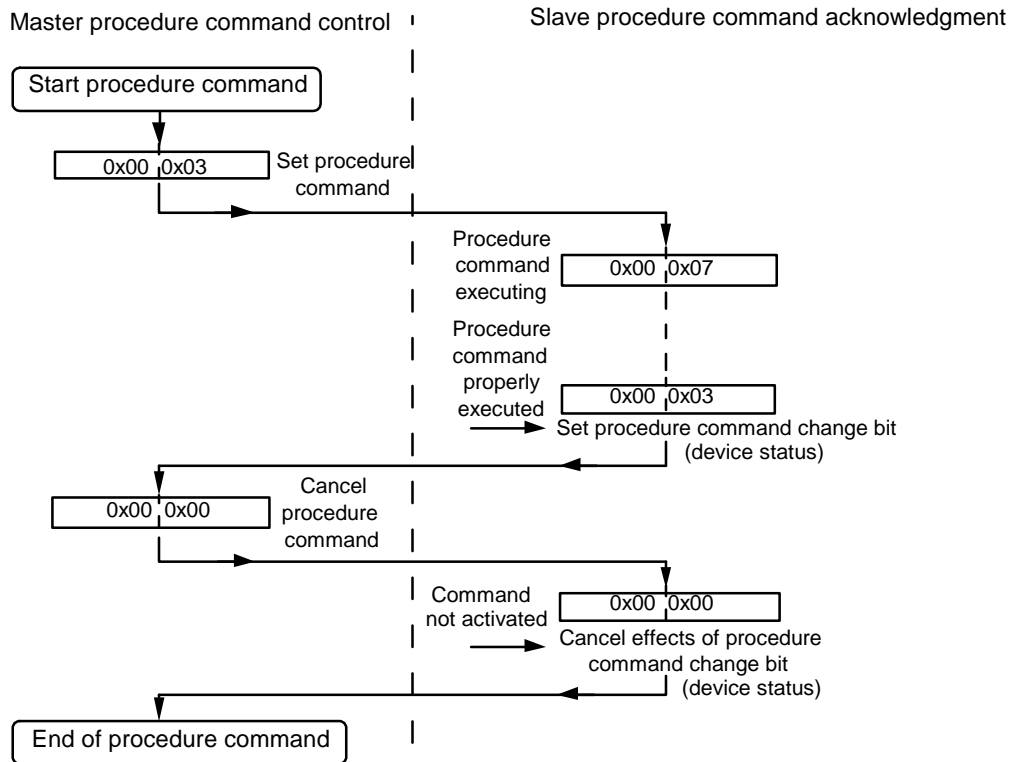 Master procedure command control
Slave procedure command acknowledgment
Start procedure command
0x00 0x03
Set procedure
command
Procedure
command
executing
0x00 0x07
Procedure
command
properly
executed
0x00 0x03
Set procedure command change bit
(device status)
0x00 0x00
Cancel
procedure
command
Command
not activated
0x00 0x00
Cancel effects of procedure
command change bit
(device status)
End of procedure command